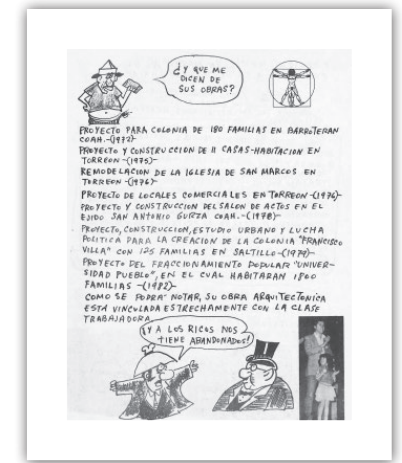 ¿Y QUE ME
DICEN DE
SUS OBRAS?
PROYECTO PARA COLONIA DE 180 FAMILIAS EN BARROTERAN
COAH.-(1972)-
PROYECTO Y CONSTRUCCION DE 11 CASAS-HABITACION EN
TORREON-(1975)-
REMODELACION DE LA IGLESIA DE SAN MARCOS EN
TORREON-(1976)-
PROYECTO DE LOCALES COMERCIALES EN TORREON-(1976)-
PROYECTO Y CONSTRUCCION DEL SALON DE ACTOS EN EL
EJIDO SAN ANTONIO GURZA COAH.-(1978)-
PROYECTO, CONSTRUCCION, ESTUDIO URBANO Y LUCHA
POLITICA PARA LA CREACION DE LA COLONIA "FRANCISCO
VILLA" CON 125 FAMILIAS EN SALTILLO-(1979)-
PROYECTO DEL FRACCIONAMIENTO POPULAR "UNIVER-
SIDAD PUEBLO", EN EL CUAL HABITARAN 1800
FAMILIAS-(1982)-
COMO SE PODRA NOTAR, SU OBRA ARQUITECTONICA
ESTA VINCULADA ESTRECHAMENTE CON LA CLASE
TRABAJADORA
¡Y A LOS RICOS NOS
TIENE ABANDONADOS!